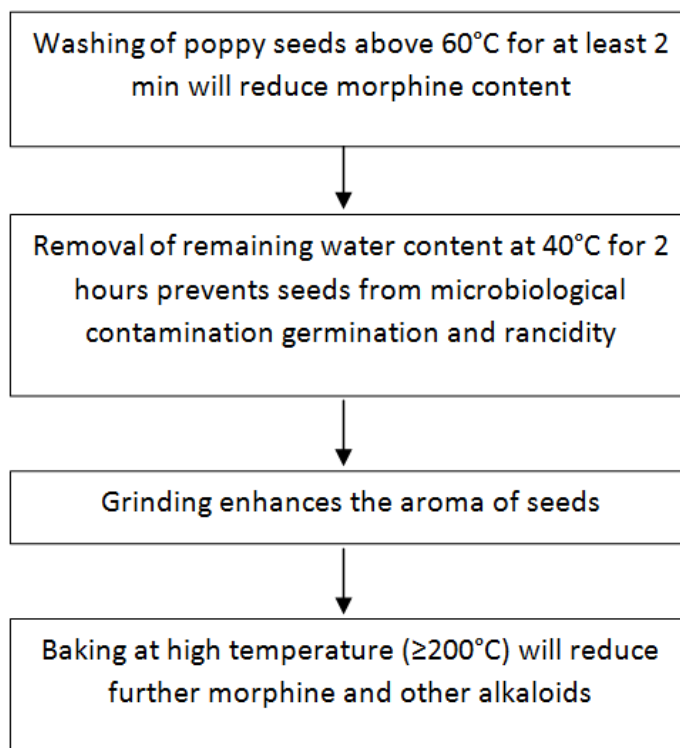 Washing of poppy seeds above 60°C for at least 2
min will reduce morphine content
Removal of remaining water content at 40°C for 2
hours prevents seeds from microbiological
contamination germination and rancidity
Grinding enhances the aroma of seeds
Baking at high temperature (≥200°C) will reduce
further morphine and other alkaloids